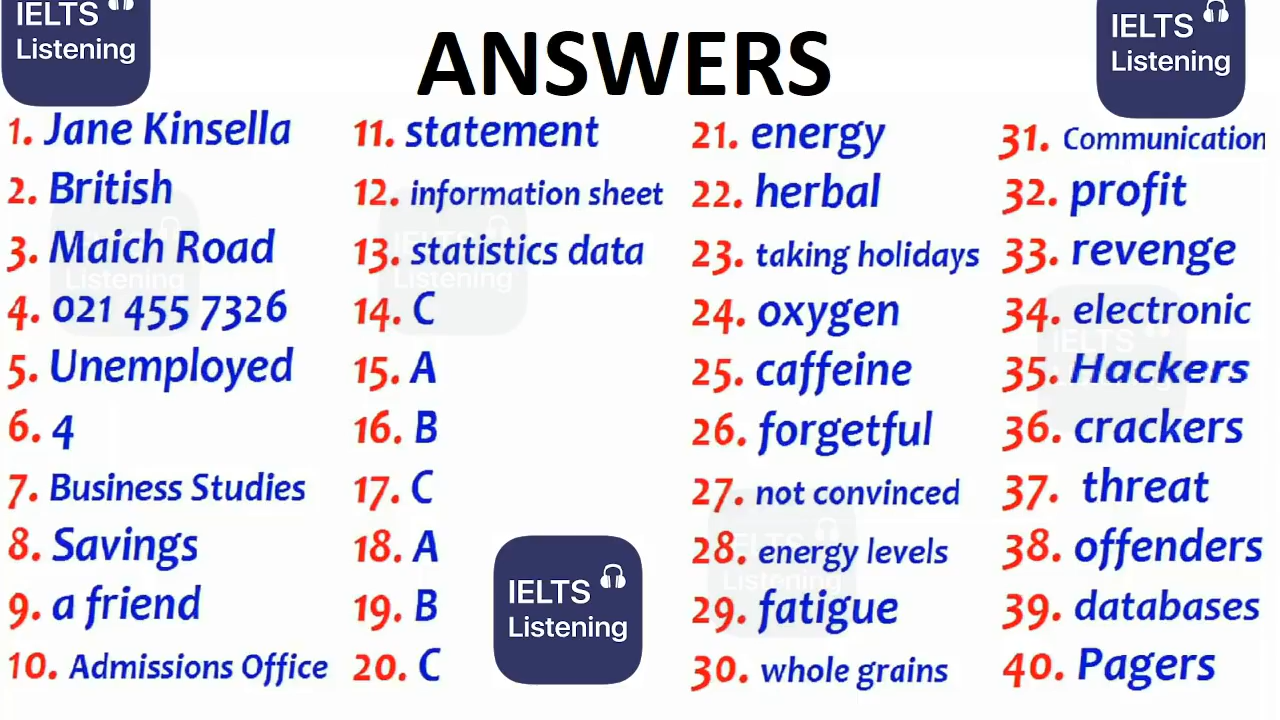 IELTS
Listening
ANSWERS
IELTS
Listening
1. Jane Kinsella
2. British
3. Maich Road
4. 021 455 7326
5. Unemployed
6. 4
7. Business Studies
8. Savings
9. a friend
10. Admissions Office
11. statement
12. information sheet
13. statistics data
14. C
15. A
16. B
17. C
18. A
19. B
20. C
IELTS
Listening
21. energy
22. herbal
23. taking holidays
24. oxygen
25. caffeine
26. forgetful
27. not convinced
28. energy levels
29. fatigue
30. whole grains
31. Communication
32. profit
33. revenge
34. electronic
35. Hackers
36. crackers
37. threat
38. offenders
39. databases
40. Pagers
Listening
Listening
IELTS
Listening